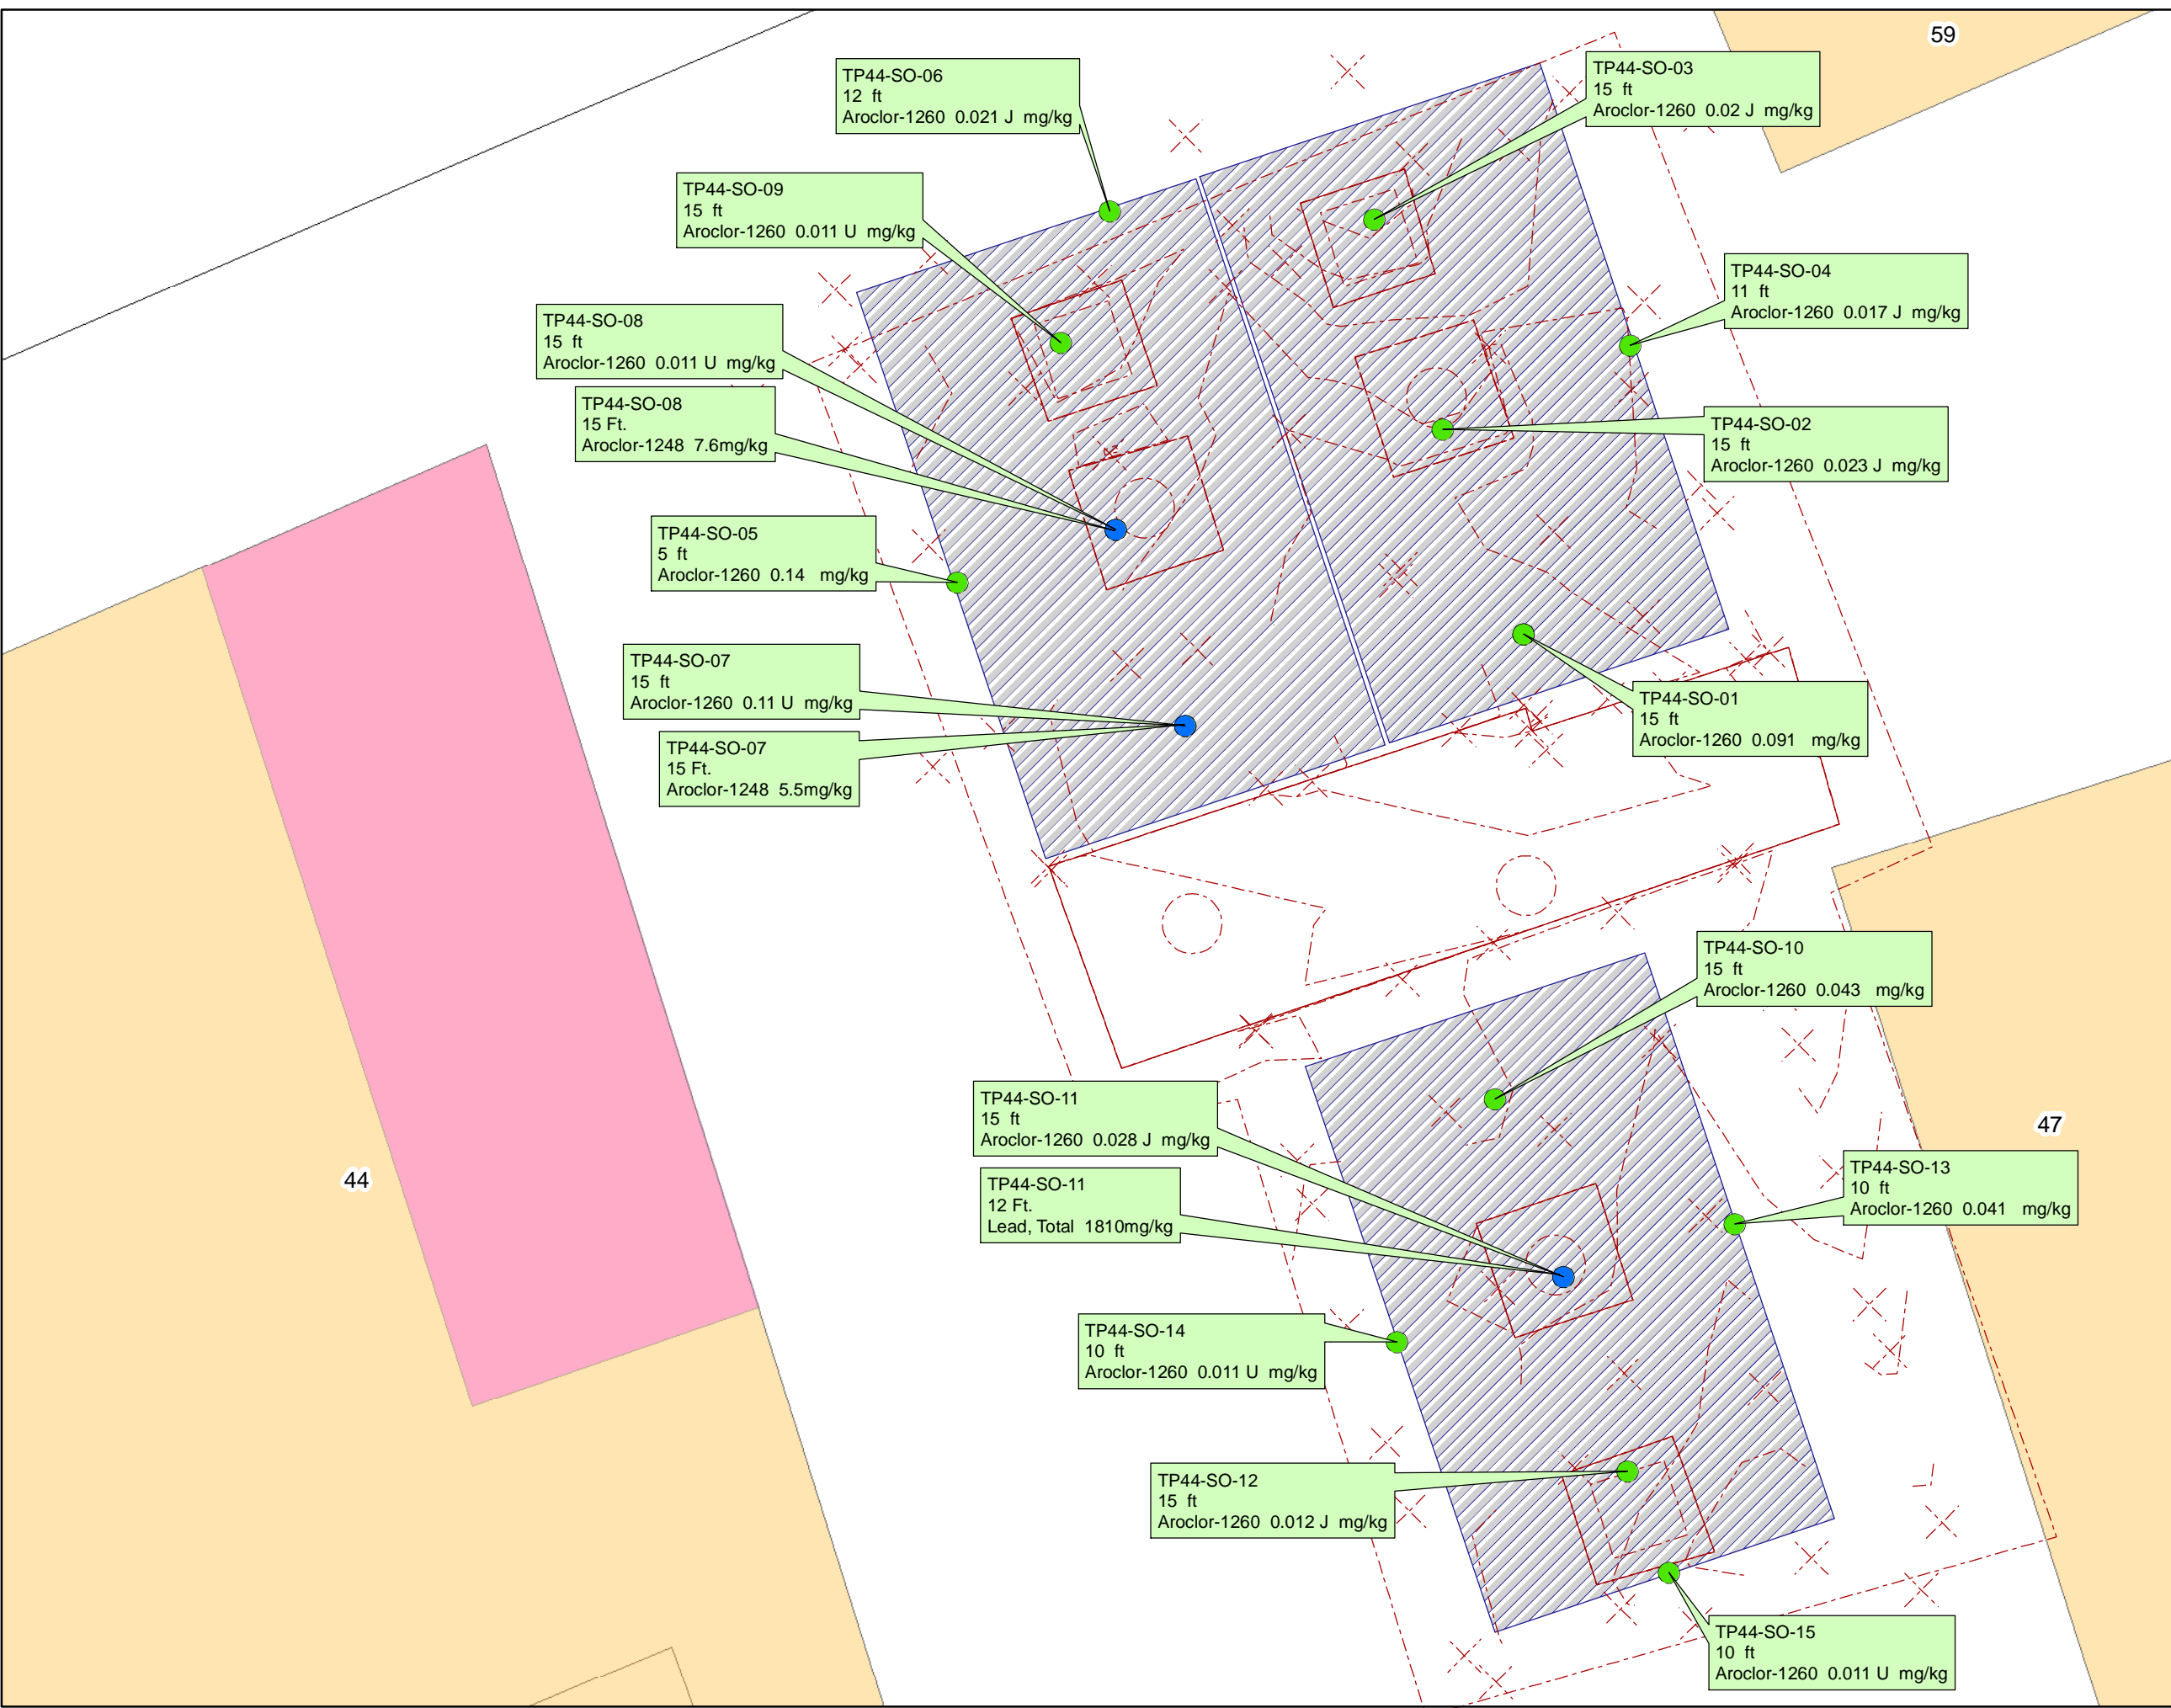 59
TP44-SO-06
12 ft
Aroclor-1260 0.021 J mg/kg
TP44-SO-03
15 ft
Aroclor-1260 0.02 J mg/kg
TP44-SO-09
15 ft
Aroclor-1260 0.011 U mg/kg
TP44-SO-04
11 ft
Aroclor-1260 0.017 J mg/kg
TP44-SO-08
15 ft
Aroclor-1260 0.011 U mg/kg
TP44-SO-08
15 Ft.
Aroclor-1248 7.6mg/kg
TP44-SO-02
15 ft
Aroclor-1260 0.023 J mg/kg
TP44-SO-05
5 ft
Aroclor-1260 0.14 mg/kg
TP44-SO-07
15 ft
Aroclor-1260 0.11 U mg/kg
TP44-SO-01
15 ft
Aroclor-1260 0.091 mg/kg
TP44-SO-07
15 Ft.
Aroclor-1248 5.5mg/kg
TP44-SO-10
15 ft
Aroclor-1260 0.043 mg/kg
TP44-SO-11
15 ft
Aroclor-1260 0.028 J mg/kg
47
TP44-SO-13
10 ft
Aroclor-1260 0.041 mg/kg
44
TP44-SO-11
12 Ft.
Lead, Total 1810mg/kg
TP44-SO-14
10 ft
Aroclor-1260 0.011 U mg/kg
TP44-SO-12
15 ft
Aroclor-1260 0.012 J mg/kg
TP44-SO-15
10 ft
Aroclor-1260 0.011 U mg/kg